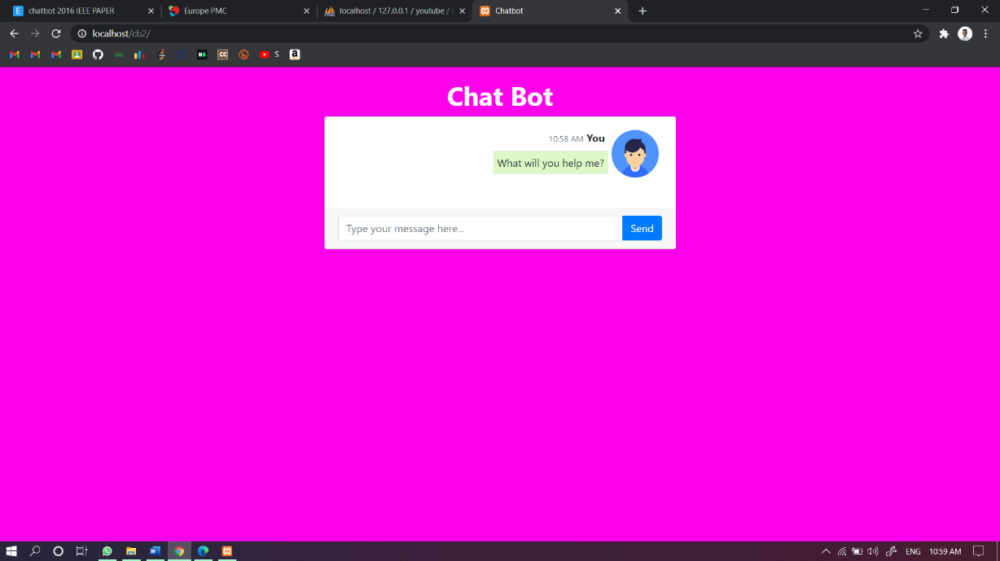 chatbot 2016 IEEE PAPER
Europe PMC
localhost / 127.0.0.1 / youtube /
Chatbot
localhost/cb2/
S
Chat Bot
10:58 AM You
What will you help me?
Type your message here...
Send
ENG
10:59 AM